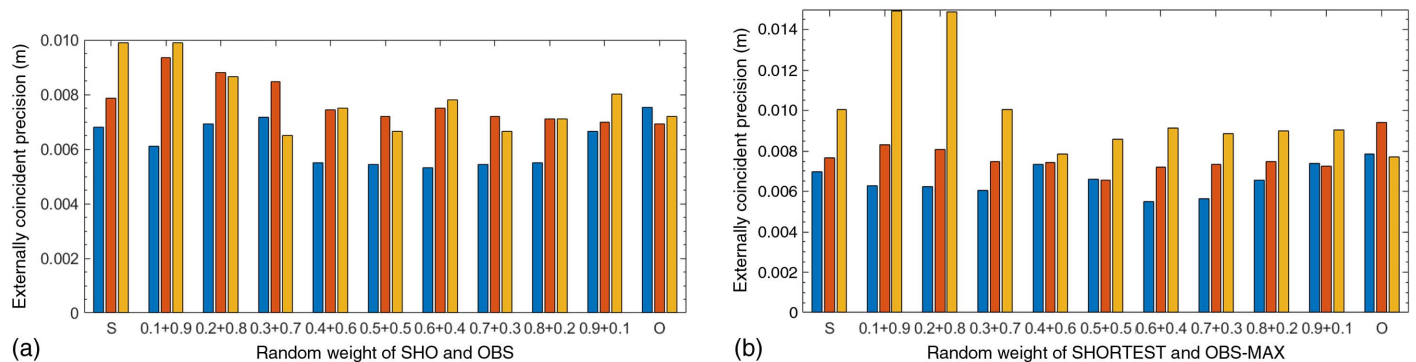 Externally coincident precision (m)
0.010
0.008
0.006
0.004
0.002
0
S 0.1+0.9 0.2+0.8 0.3+0.7 0.4+0.6 0.5+0.5 0.6+0.4 0.7+0.3 0.8+0.2 0.9+0.1 O
(a) Random weight of SHO and OBS
Externally coincident precision (m)
0.014
0.012
0.010
0.008
0.006
0.004
0.002
0
S 0.1+0.9 0.2+0.8 0.3+0.7 0.4+0.6 0.5+0.5 0.6+0.4 0.7+0.3 0.8+0.2 0.9+0.1 O
(b) Random weight of SHORTEST and OBS-MAX